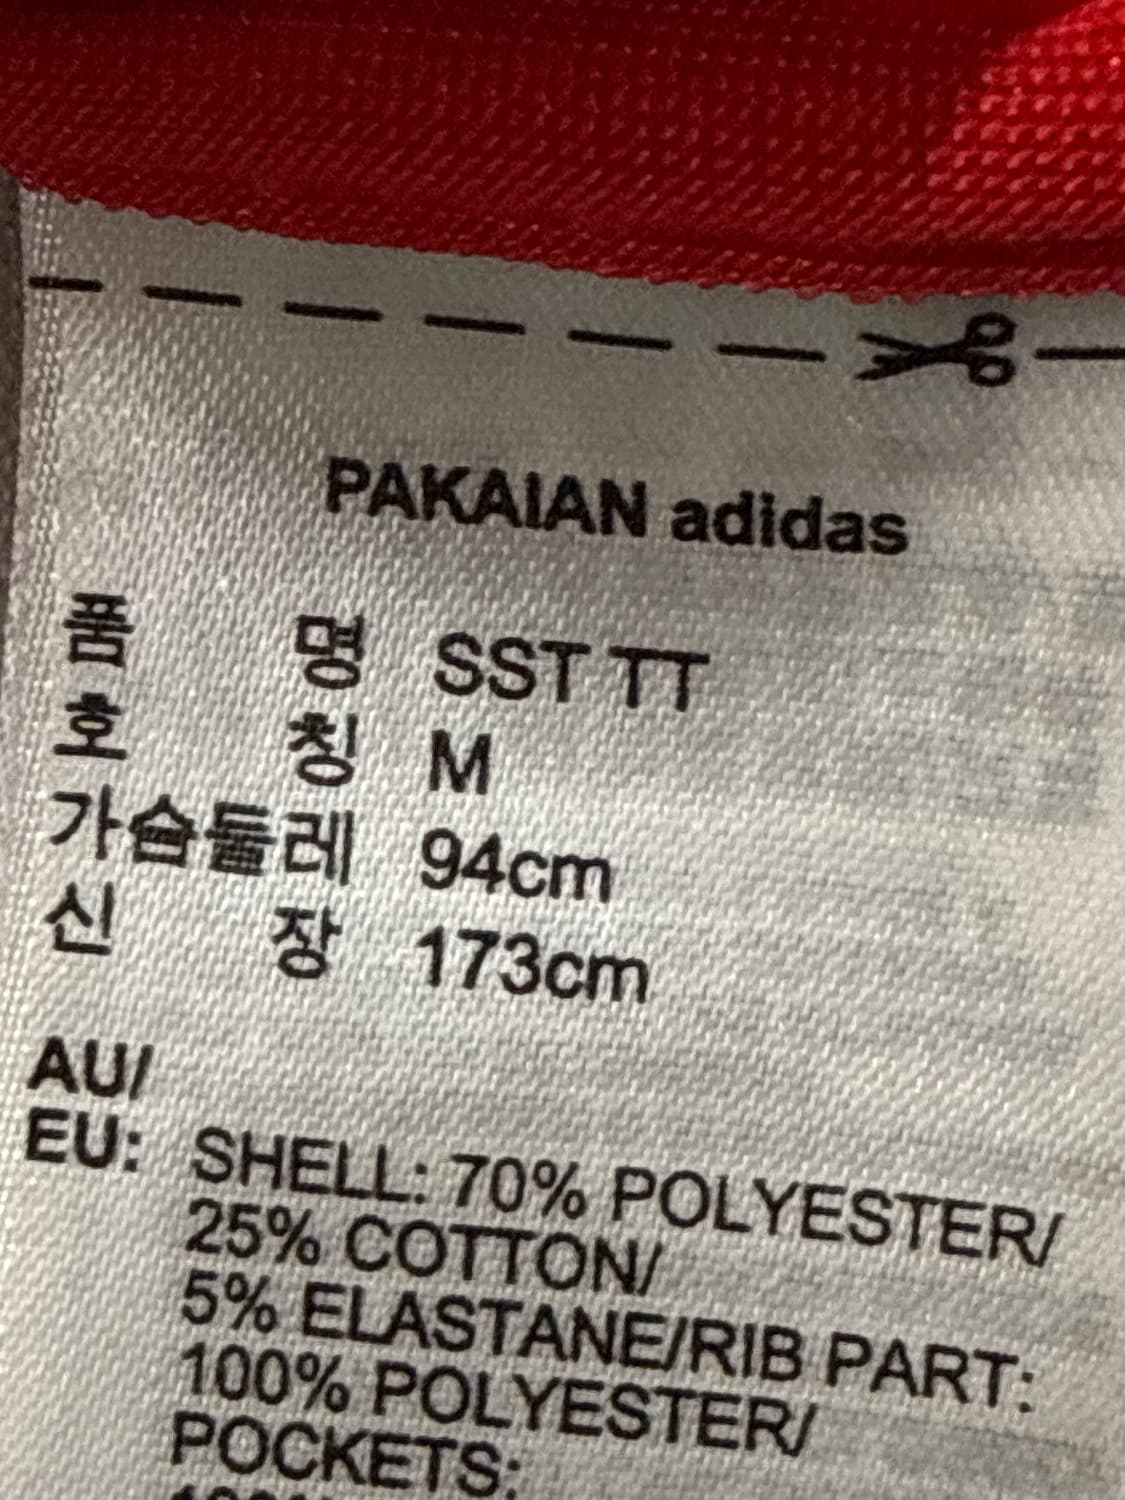 PAKAIAN adidas
품 명 SST TT
호 칭 M
가슴둘레 94cm
신 장 173cm
AU/
EU: SHELL: 70% POLYESTER/
25% COTTON/
5% ELASTANE/RIB PART:
100% POLYESTER/
POCKETS: